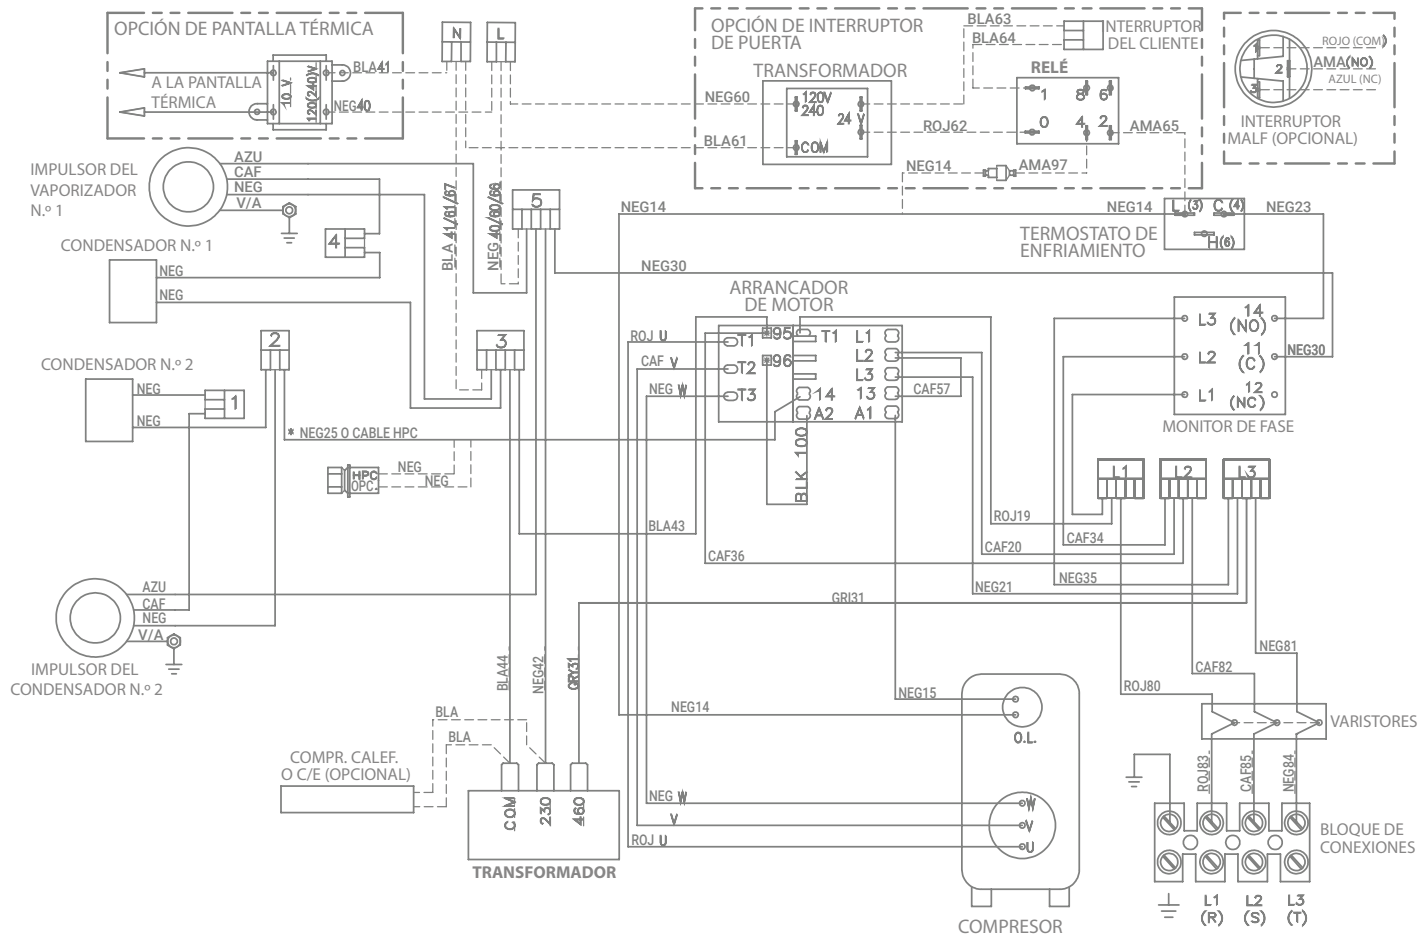 OPCIÓN DE PANTALLA TÉRMICA
A LA PANTALLA
TÉRMICA
10 V
120(240)V
BLA41
NEG40
N
L
OPCIÓN DE INTERRUPTOR
DE PUERTA
BLA63
BLA64
NTERRUPTOR
DEL CLIENTE
TRANSFORMADOR
120V
240
24 V
COM
RELÉ
1
8
6
0
4
2
NEG60
BLA61
ROJ62
AMA65
NEG14
AMA97
ROJO (COM)
AMA(NO)
AZUL (NC)
1
2
3
INTERRUPTOR
MALF (OPCIONAL)
IMPULSOR DEL
VAPORIZADOR
N.º 1
AZU
CAF
NEG
V/A
CONDENSADOR N.º 1
NEG
NEG
4
BLA 41/61/67
NEG 40/60/66
5
NEG14
NEG14
L (3)
C (4)
H(6)
NEG23
TERMOSTATO DE
ENFRIAMIENTO
NEG30
ARRANCADOR
DE MOTOR
L3
14
(NO)
L2
11
(C)
L1
12
(NC)
NEG30
MONITOR DE FASE
2
3
CONDENSADOR N.º 2
NEG
NEG
1
ROJ U
CAF V
NEG W
T1
T2
T3
95
96
T1
L1
L2
L3
14
13
A2
A1
CAF57
* NEG25 O CABLE HPC
HPC
OPC.
NEG
NEG
BLK 100
L1
L2
L3
BLA43
ROJ19
CAF34
CAF20
CAF36
NEG35
NEG21
GRI31
AZU
CAF
NEG
V/A
IMPULSOR DEL
CONDENSADOR N.º 2
BLA44
NEG42
GRY31
NEG81
CAF82
ROJ80
NEG15
NEG14
O.L.
BLA
BLA
VARISTORES
COMPR. CALEF.
O C/E (OPCIONAL)
COM
230
460
TRANSFORMADOR
NEG W
V
ROJ U
W
V
U
COMPRESOR
ROJ83
CAF85
NEG84
BLOQUE DE
CONEXIONES
L1
(R)
L2
(S)
L3
(T)